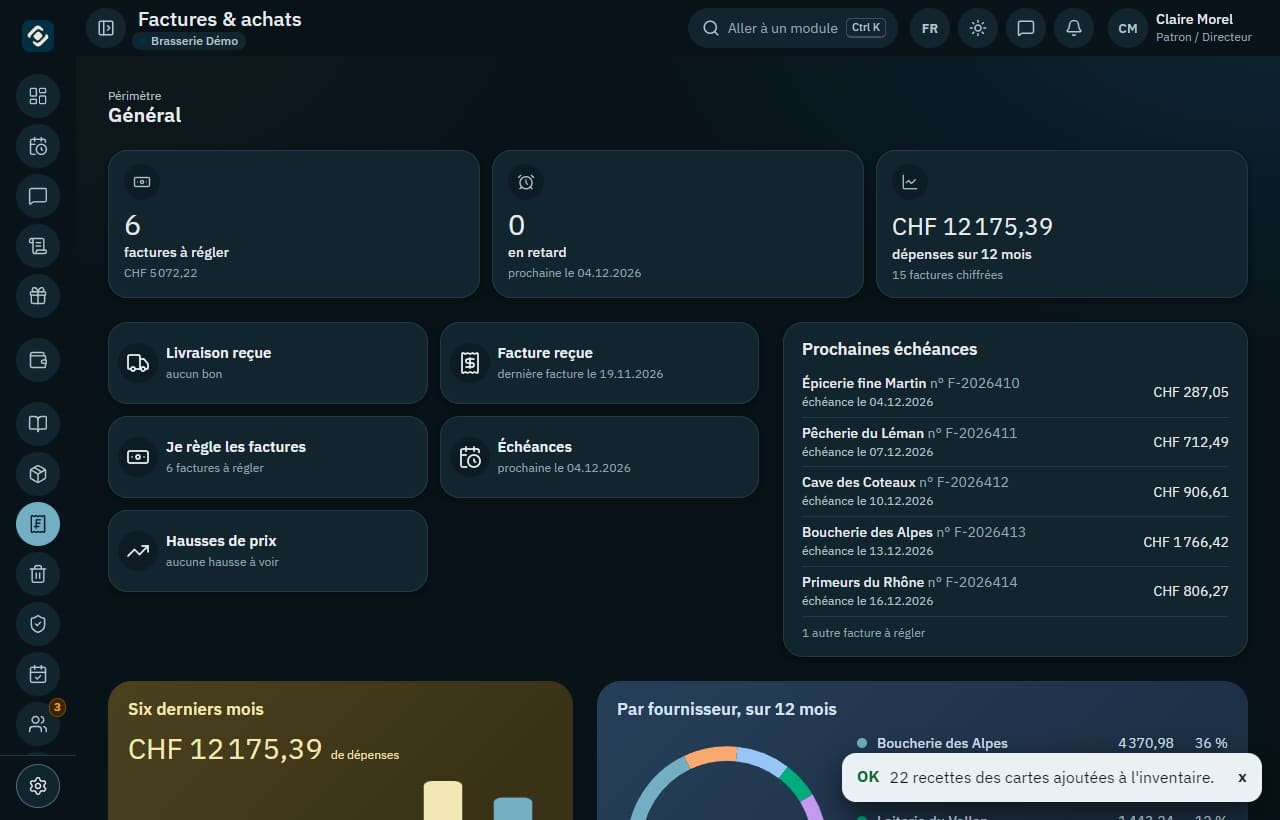 Factures & achats
Brasserie Démo
Aller à un module Ctrl K
FR
CM
Claire Morel
Patron / Directeur
Périmètre
Général
6
factures à régler
CHF 5 072,22
0
en retard
prochaine le 04.12.2026
CHF 12 175,39
dépenses sur 12 mois
15 factures chiffrées
Livraison reçue
aucun bon
Facture reçue
dernière facture le 19.11.2026
Je règle les factures
6 factures à régler
Échéances
prochaine le 04.12.2026
Hausses de prix
aucune hausse à voir
Prochaines échéances
Épicerie fine Martin n° F-2026410
échéance le 04.12.2026
CHF 287,05
Pêcherie du Léman n° F-2026411
échéance le 07.12.2026
CHF 712,49
Cave des Coteaux n° F-2026412
échéance le 10.12.2026
CHF 906,61
Boucherie des Alpes n° F-2026413
échéance le 13.12.2026
CHF 1 766,42
Primeurs du Rhône n° F-2026414
échéance le 16.12.2026
CHF 806,27
1 autre facture à régler
3
Six derniers mois
CHF 12 175,39 de dépenses
Par fournisseur, sur 12 mois
Boucherie des Alpes 4 370,98 36 %
OK 22 recettes des cartes ajoutées à l'inventaire. x